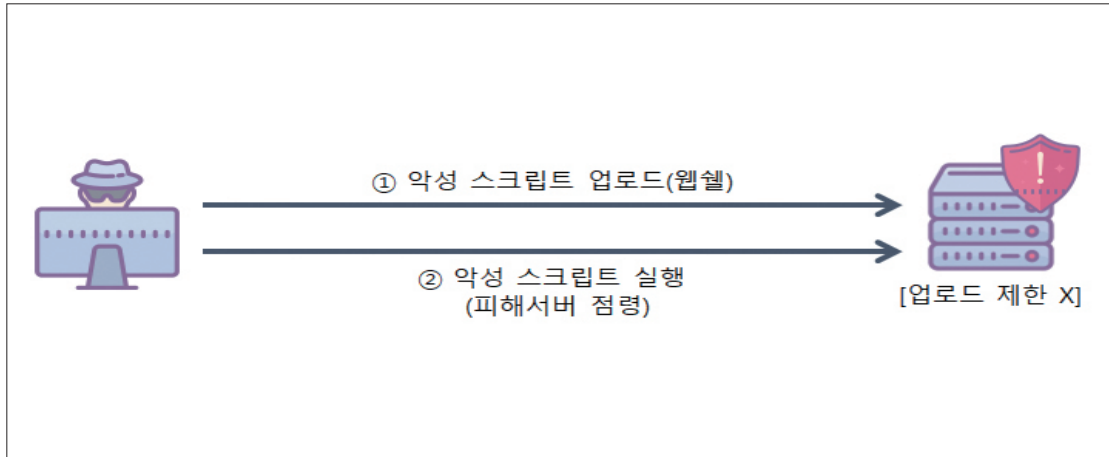 ① 악성 스크립트 업로드(웹쉘)
② 악성 스크립트 실행
(피해서버 점령)
[업로드 제한 X]